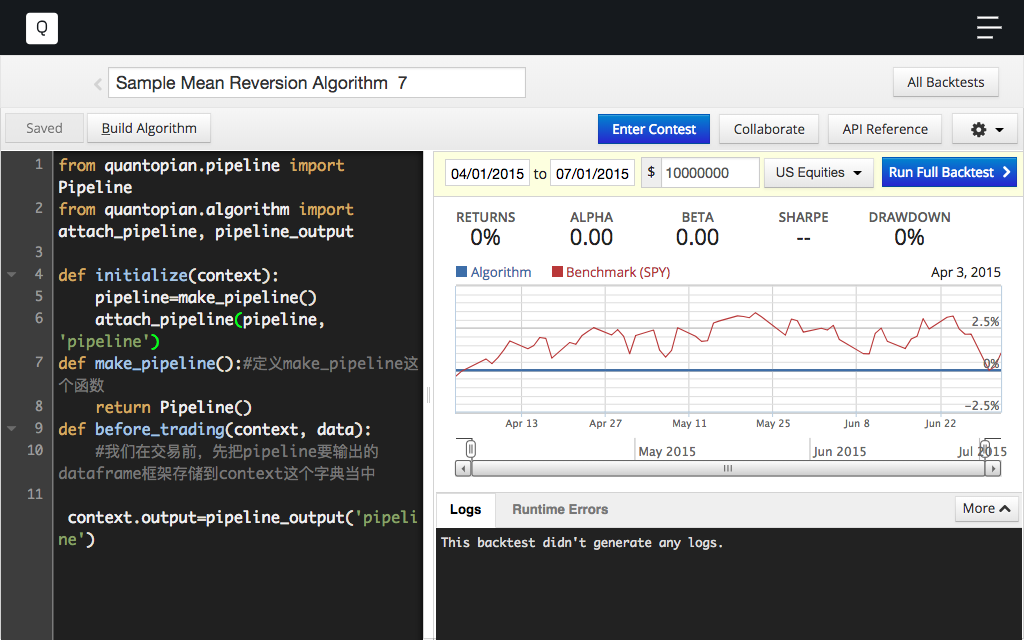 Q
Sample Mean Reversion Algorithm 7
All Backtests
Saved
Build Algorithm
Enter Contest
Collaborate
API Reference
1 from quantopian.pipeline import
Pipeline
2 from quantopian.algorithm import
attach_pipeline, pipeline_output
3
4 def initialize(context):
5 pipeline=make_pipeline()
6 attach_pipeline(pipeline,
'pipeline')
7 def make_pipeline():#定义make_pipeline这
个函数
8 return Pipeline()
9 def before_trading(context, data):
10 #我们在交易前，先把pipeline要输出的
dataframe框架存储到context这个字典当中
11
context.output=pipeline_output('pipeli
ne')
04/01/2015 to 07/01/2015 $ 10000000 US Equities Run Full Backtest
RETURNS ALPHA BETA SHARPE DRAWDOWN
0% 0.00 0.00 -- 0%
Algorithm Benchmark (SPY) Apr 3, 2015
2.5%
0%
−2.5%
Apr 13 Apr 27 May 11 May 25 Jun 8 Jun 22
May 2015 Jun 2015 Jul 2015
Logs Runtime Errors More
This backtest didn't generate any logs.